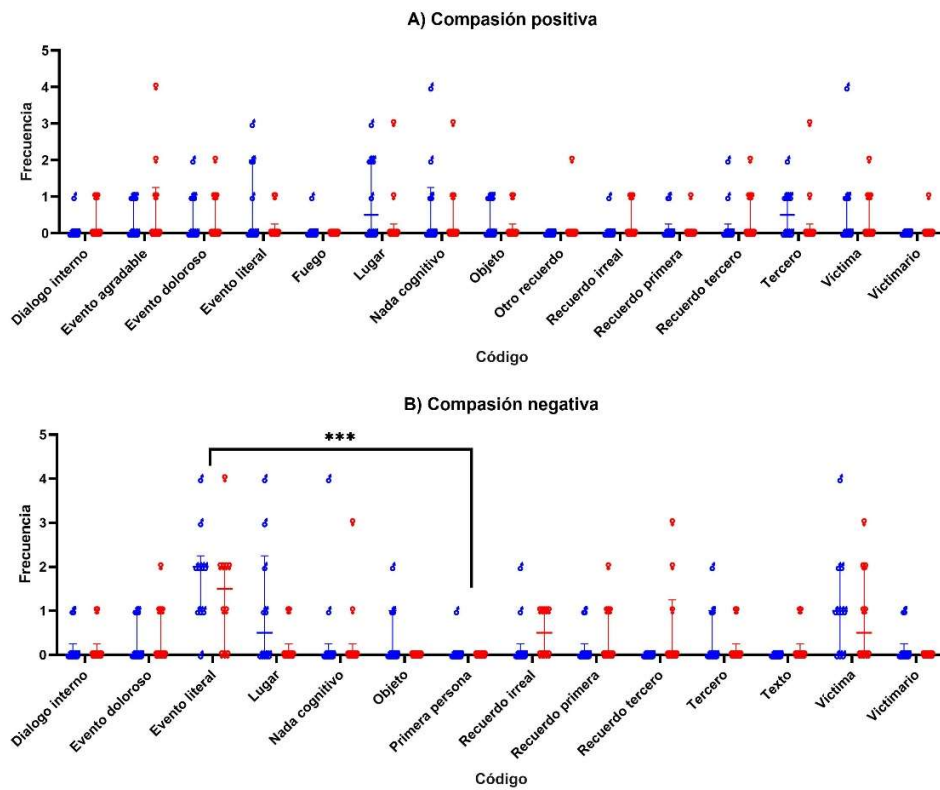 A) Compasión positiva
5
4
3
2
1
0
Frecuencia
Dialogo interno
Evento agradable
Evento doloroso
Evento literal
Fuego
Lugar
Nada cognitivo
Objeto
Otro recuerdo
Recuerdo irreal
Recuerdo primera
Recuerdo tercero
Tercero
Víctima
Victimario
Código
B) Compasión negativa
5
4
3
2
1
0
Frecuencia
***
Dialogo interno
Evento doloroso
Evento literal
Lugar
Nada cognitivo
Objeto
Primera persona
Recuerdo irreal
Recuerdo primera
Recuerdo tercero
Tercero
Texto
Víctima
Victimario
Código